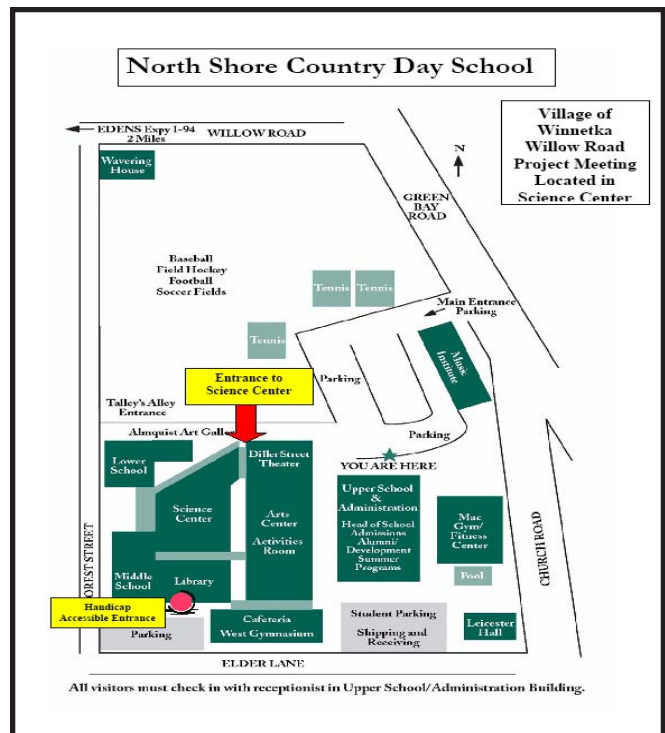 North Shore Country Day School
EDENS Expy I-94
2 Miles
WILLOW ROAD
Village of
Winnetka
Willow Road
Project Meeting
Located in
Science Center
Wavering
House
N
GREEN
BAY
ROAD
Baseball
Field Hockey
Football
Soccer Fields
Tennis
Tennis
Main Entrance
Parking
Tennis
Music
Institute
Entrance to
Science Center
Parking
Talley's Alley
Entrance
Parking
Almquist Art Galler
Lower
School
Diller Street
Theater
YOU ARE HERE
Science
Center
Arts
Center
Activities
Room
Upper School
&
Administration
Head of School
Admissions
Alumni/
Development
Summer
Programs
Mac
Gym/
Fitness
Center
CHURCH ROAD
OREST STREET
Middle
School
Library
Pool
Handicap
Accessible Entrance
Parking
Cafeteria
West Gymnasium
Student Parking
Shipping and
Receiving
Leicester
Hall
ELDER LANE
All visitors must check in with receptionist in Upper School/Administration Building.